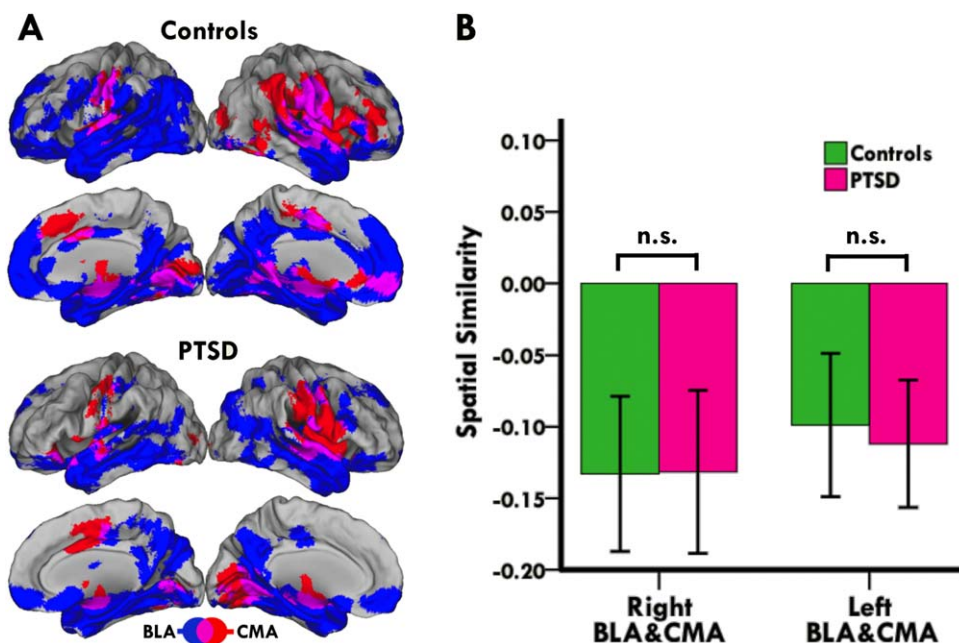 A
Controls
PTSD
BLA CMA
B
0.10
0.05
0.00
-0.05
-0.10
-0.15
-0.20
Spatial Similarity
Controls
PTSD
n.s.
n.s.
Right
BLA&CMA
Left
BLA&CMA